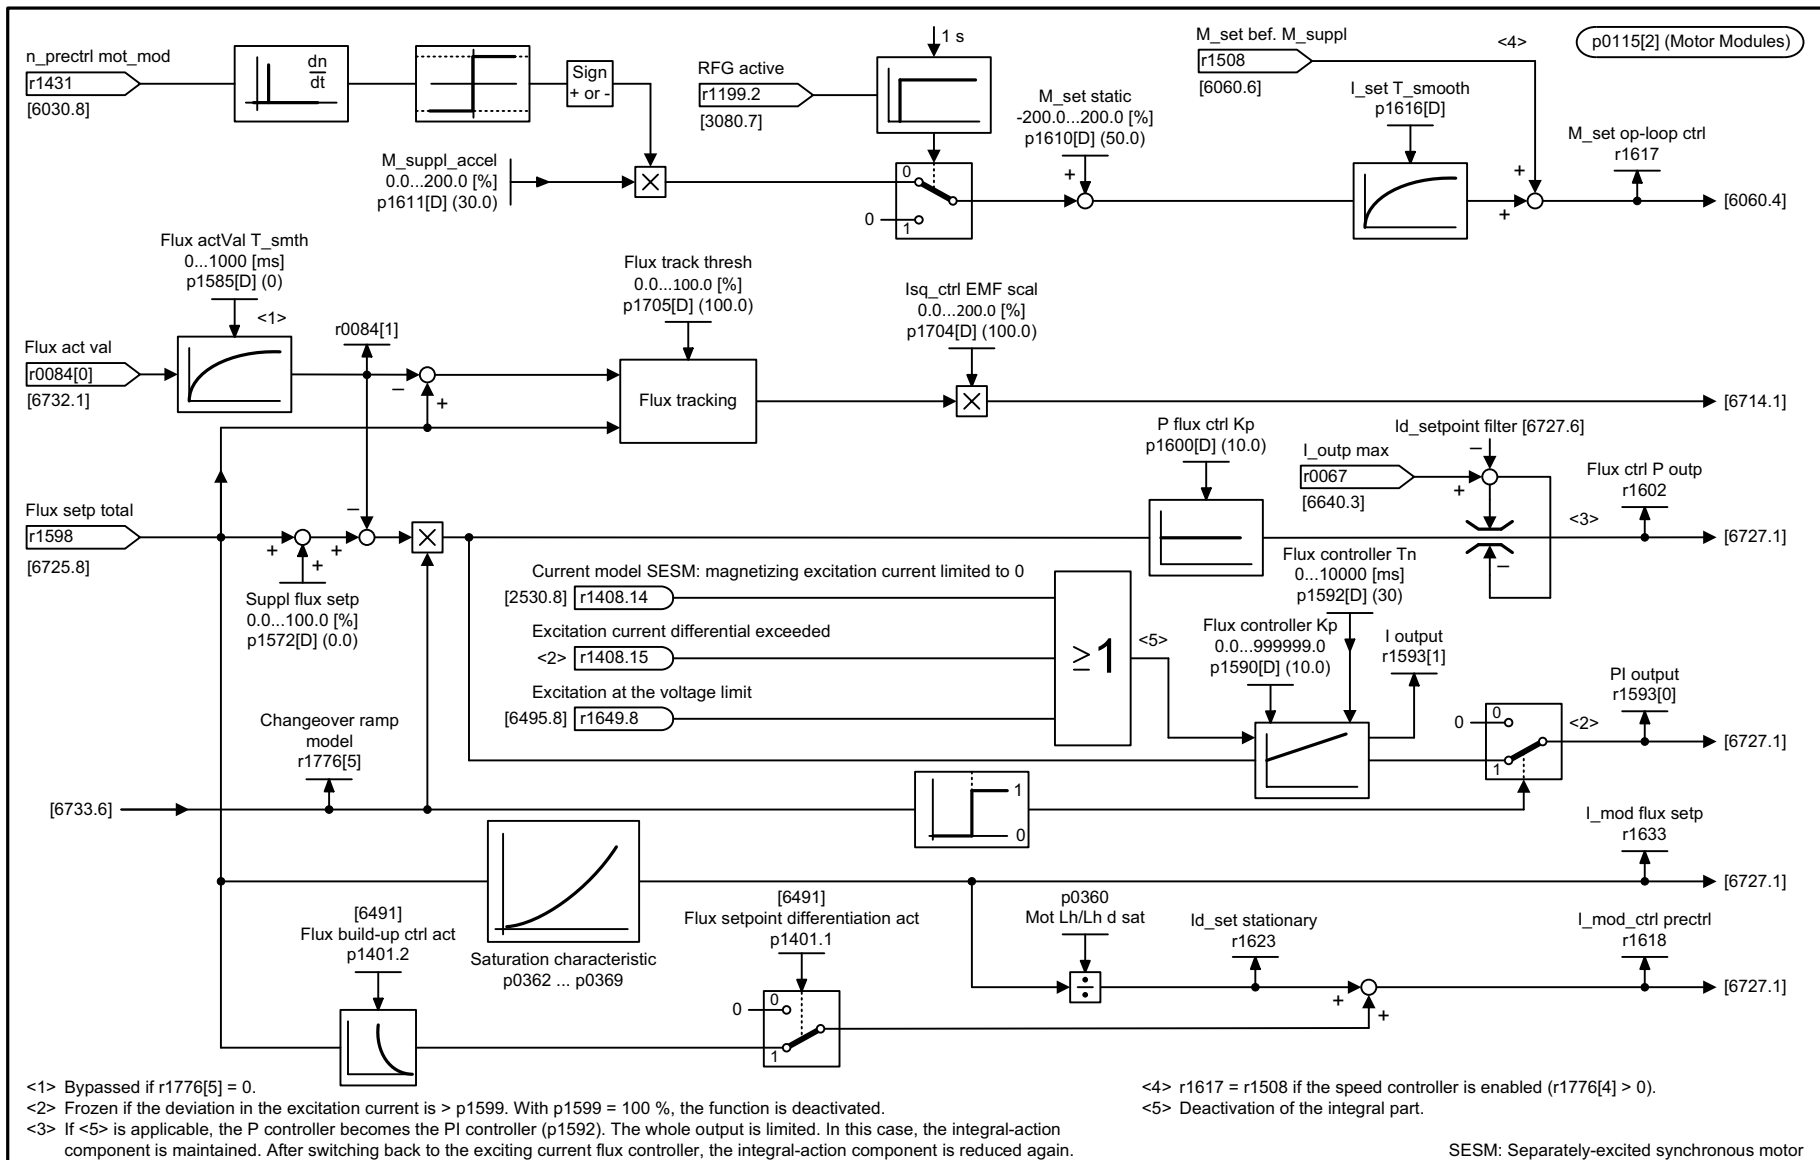 p0115[2] (Motor Modules)
n_prectrl mot_mod
r1431
[6030.8]
dn
dt
Sign
+ or -
RFG active
r1199.2
[3080.7]
1 s
M_set bef. M_suppl
r1508
[6060.6]
<4>
M_set static
-200.0...200.0 [%]
p1610[D] (50.0)
+
I_set T_smooth
p1616[D]
M_set op-loop ctrl
r1617
M_suppl_accel
0.0...200.0 [%]
p1611[D] (30.0)
×
0
0
1
+
+
[6060.4]
Flux actVal T_smth
0...1000 [ms]
p1585[D] (0)
<1>
r0084[1]
Flux track thresh
0.0...100.0 [%]
p1705[D] (100.0)
Isq_ctrl EMF scal
0.0...200.0 [%]
p1704[D] (100.0)
Flux act val
r0084[0]
[6732.1]
–
+
Flux tracking
×
[6714.1]
P flux ctrl Kp
p1600[D] (10.0)
Id_setpoint filter [6727.6]
–
I_outp max
r0067
[6640.3]
+
Flux ctrl P outp
r1602
<3>
–
[6727.1]
Flux setp total
r1598
[6725.8]
+
+
–
+
×
Suppl flux setp
0.0...100.0 [%]
p1572[D] (0.0)
Current model SESM: magnetizing excitation current limited to 0
[2530.8] r1408.14
Excitation current differential exceeded
<2> r1408.15
Excitation at the voltage limit
[6495.8] r1649.8
≥1
<5>
Flux controller Tn
0...10000 [ms]
p1592[D] (30)
Flux controller Kp
0.0...999999.0
p1590[D] (10.0)
I output
r1593[1]
PI output
r1593[0]
0
0
1
<2>
[6727.1]
Changeover ramp
model
r1776[5]
[6733.6]
1
0
I_mod flux setp
r1633
[6727.1]
Saturation characteristic
p0362 ... p0369
[6491]
Flux build-up ctrl act
p1401.2
[6491]
Flux setpoint differentiation act
p1401.1
0
0
1
p0360
Mot Lh/Lh d sat
÷
Id_set stationary
r1623
+
+
I_mod_ctrl prectrl
r1618
[6727.1]
<1> Bypassed if r1776[5] = 0.
<2> Frozen if the deviation in the excitation current is > p1599. With p1599 = 100 %, the function is deactivated.
<3> If <5> is applicable, the P controller becomes the PI controller (p1592). The whole output is limited. In this case, the integral-action
component is maintained. After switching back to the exciting current flux controller, the integral-action component is reduced again.
<4> r1617 = r1508 if the speed controller is enabled (r1776[4] > 0).
<5> Deactivation of the integral part.
SESM: Separately-excited synchronous motor